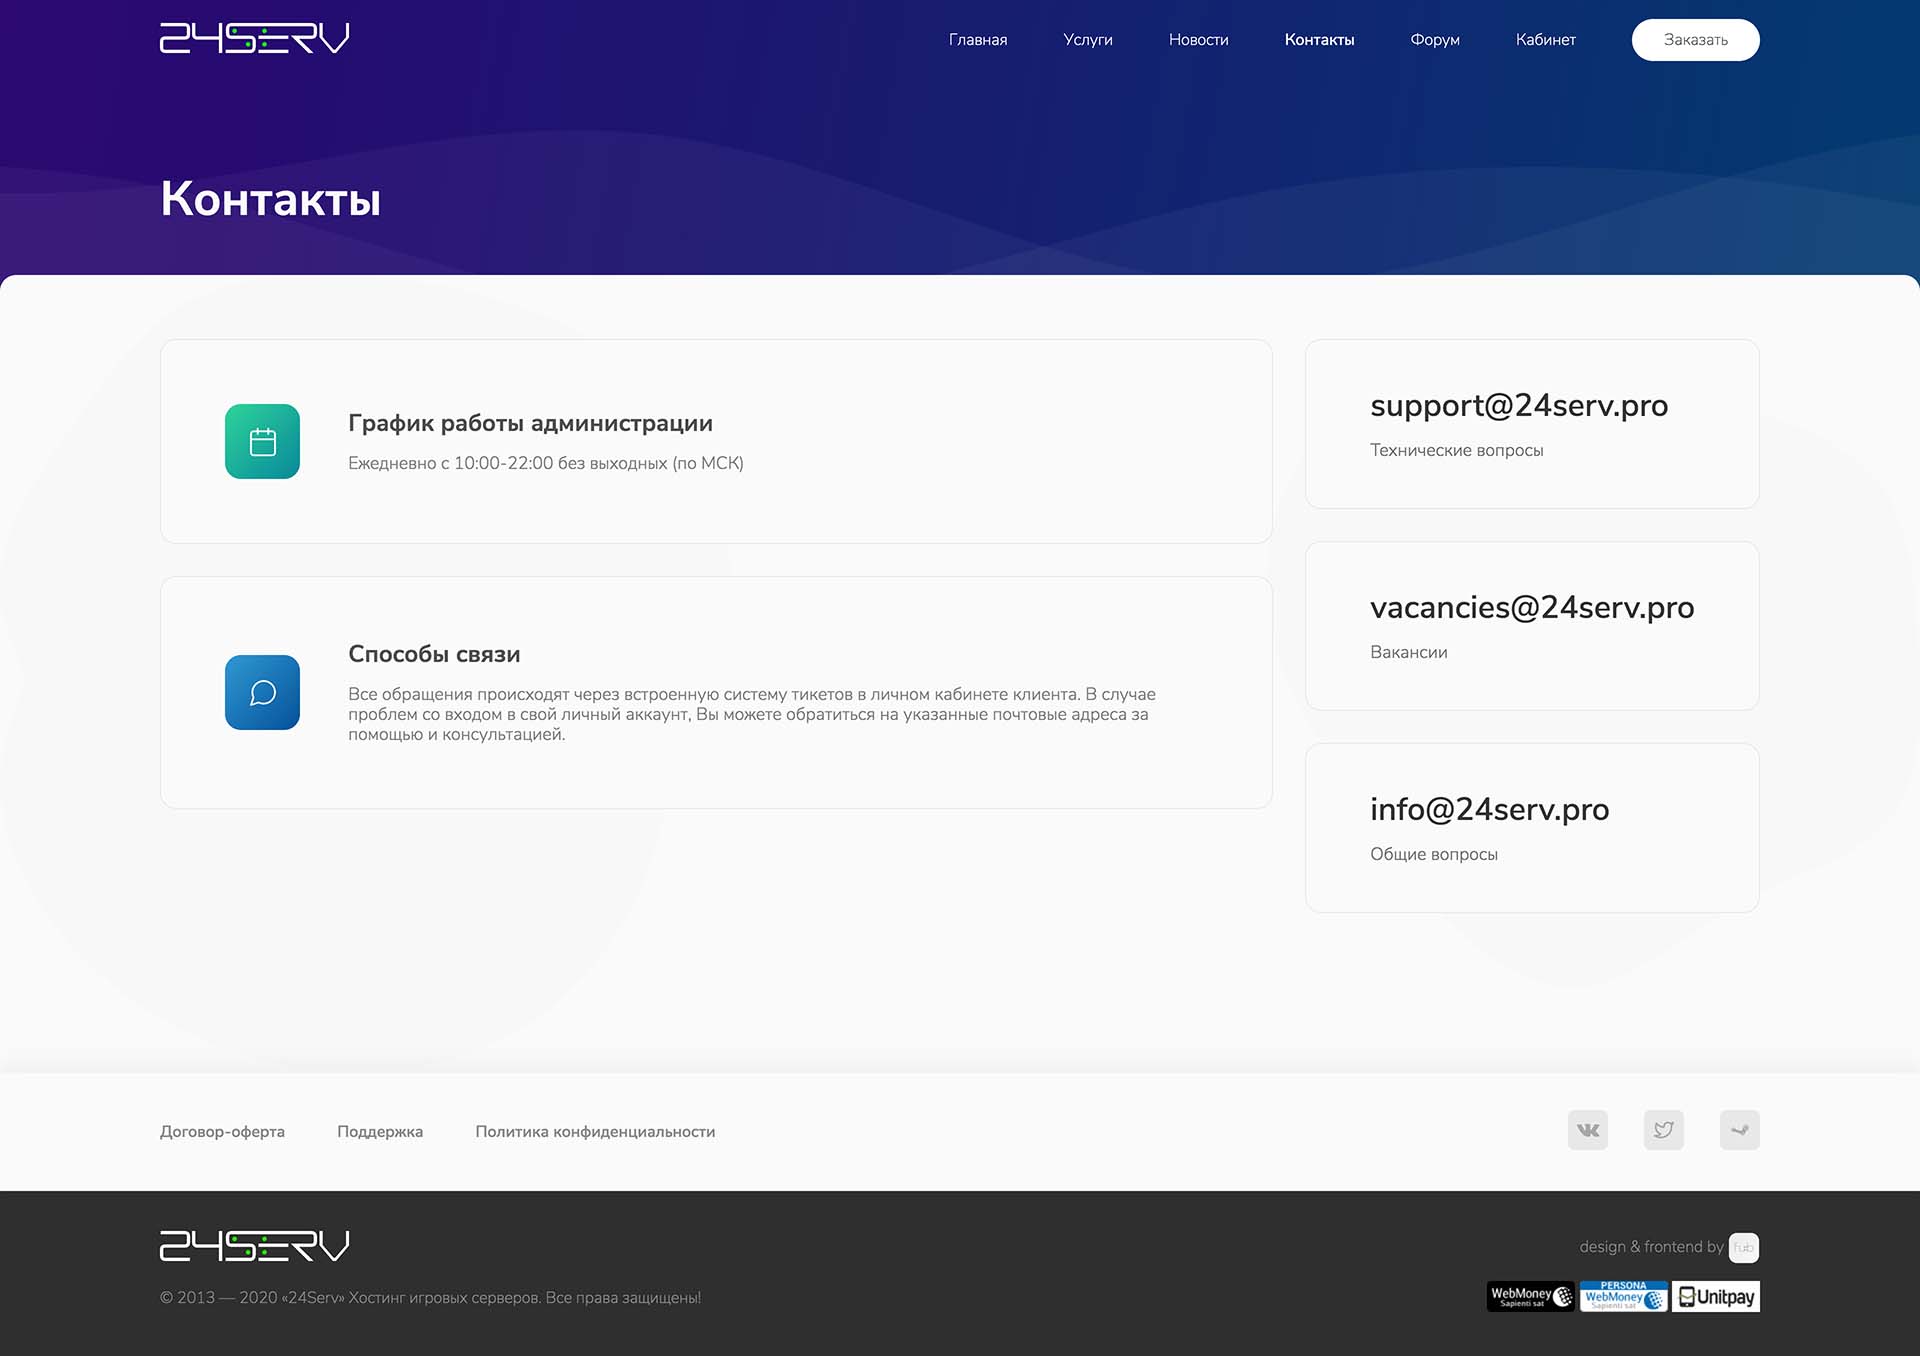 24SERV
Главная
Услуги
Новости
Контакты
Форум
Кабинет
Заказать
Контакты
График работы администрации
Ежедневно с 10:00-22:00 без выходных (по МСК)
Способы связи
Все обращения происходят через встроенную систему тикетов в личном кабинете клиента. В случае
проблем со входом в свой личный аккаунт, Вы можете обратиться на указанные почтовые адреса за
помощью и консультацией.
support@24serv.pro
Технические вопросы
vacancies@24serv.pro
Вакансии
info@24serv.pro
Общие вопросы
Договор-оферта
Поддержка
Политика конфиденциальности
24SERV
© 2013 — 2020 «24Serv» Хостинг игровых серверов. Все права защищены!
design & frontend by
fub
WebMoney
Sapienti sat
PERSONA
WebMoney
Sapienti sat
Unitpay